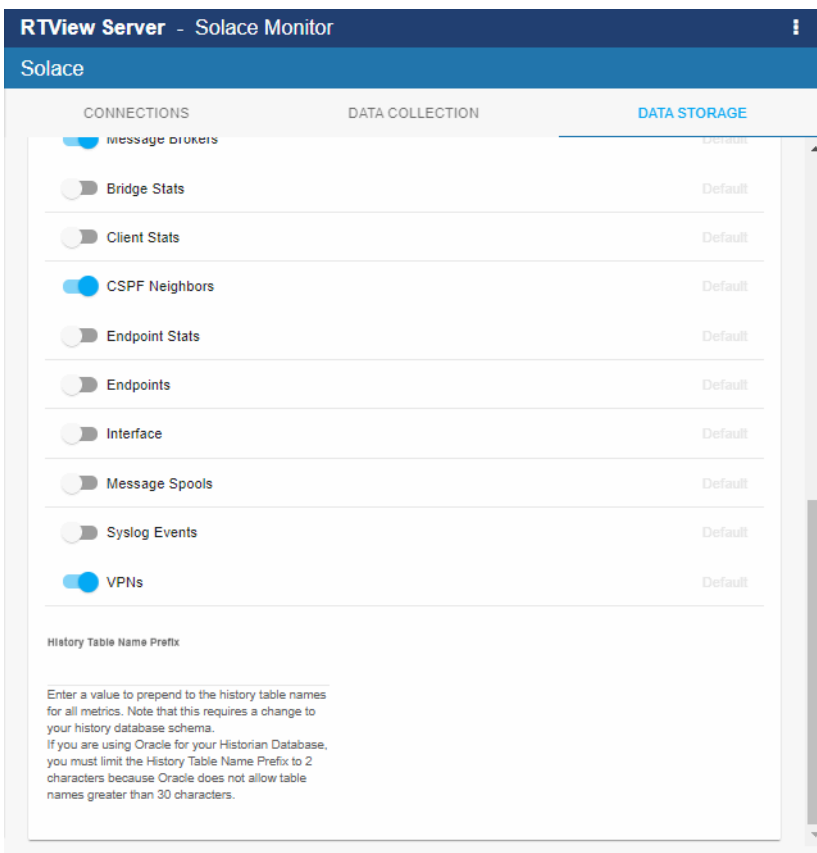 RTView Server - Solace Monitor
Solace
CONNECTIONS DATA COLLECTION DATA STORAGE
Message Brokers Default
Bridge Stats Default
Client Stats Default
CSPF Neighbors Default
Endpoint Stats Default
Endpoints Default
Interface Default
Message Spools Default
Syslog Events Default
VPNs Default
History Table Name Prefix
Enter a value to prepend to the history table names
for all metrics. Note that this requires a change to
your history database schema.
If you are using Oracle for your Historian Database,
you must limit the History Table Name Prefix to 2
characters because Oracle does not allow table
names greater than 30 characters.